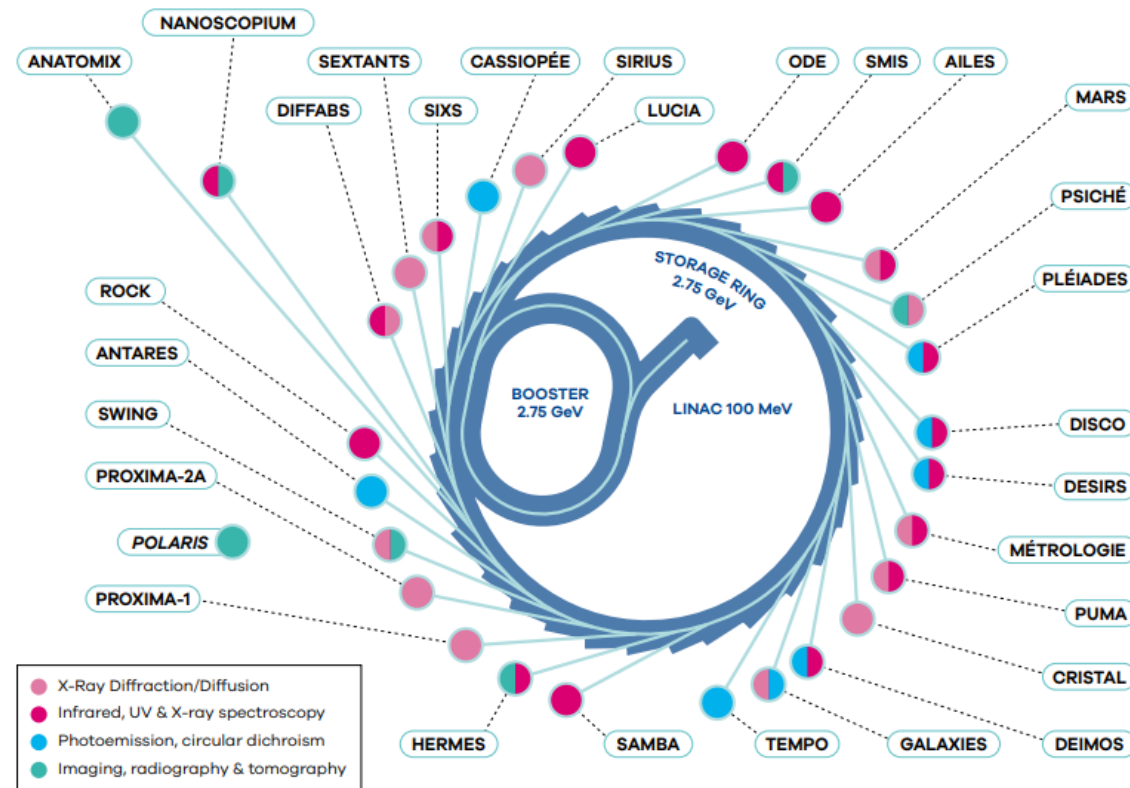 NANOSCOPIUM
ANATOMIX
SEXTANTS
CASSIOPÉE
SIRIUS
ODE
SMIS
AILES
DIFFABS
SIXS
LUCIA
MARS
PSICHÉ
PLÉIADES
STORAGE RING
2.75 GeV
ROCK
ANTARES
BOOSTER
2.75 GeV
LINAC 100 MeV
SWING
DISCO
PROXIMA-2A
DESIRS
POLARIS
MÉTROLOGIE
PROXIMA-1
PUMA
CRISTAL
X-Ray Diffraction/Diffusion
Infrared, UV & X-ray spectroscopy
Photoemission, circular dichroism
Imaging, radiography & tomography
HERMES
SAMBA
TEMPO
GALAXIES
DEIMOS